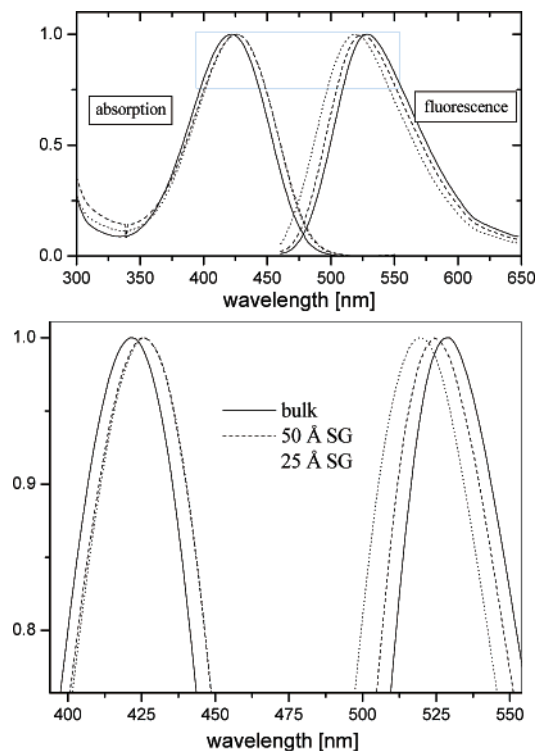 1.0
absorption
fluorescence
0.5
0.0
300 350 400 450 500 550 600 650
wavelength [nm]
1.0
bulk
50 Å SG
25 Å SG
0.9
0.8
400 425 450 475 500 525 550
wavelength [nm]